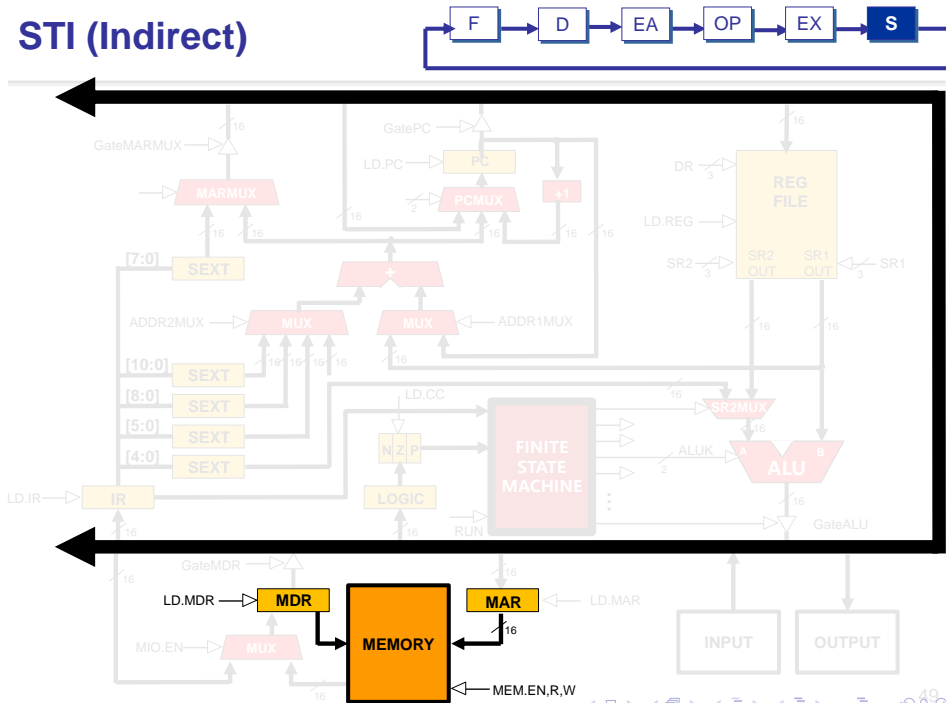 STI (Indirect)
F D EA OP EX S
16 16
GateMARMUX
GatePC
LD.PC
PC
MARMUX
2
PCMUX
+1
16
16 16 16 16 16
DR
3
REG
FILE
LD.REG
SR2
3
SR2
OUT
SR1
OUT
3
SR1
[7:0] SEXT
+
ADDR2MUX
MUX
MUX
ADDR1MUX
16 16 16 16
16
16 16
[10:0] SEXT
[8:0] SEXT
[5:0] SEXT
[4:0] SEXT
LD.CC
N Z P
16
SR2MUX
16
FINITE
STATE
MACHINE
ALUK
2
A B
ALU
LD.IR
IR
LOGIC
RUN
16
GateALU
16
16
GateMDR
16
LD.MDR
MDR
MEMORY
MAR
LD.MAR
16
MIO.EN
MUX
INPUT
OUTPUT
16
16
MEM.EN,R,W
49